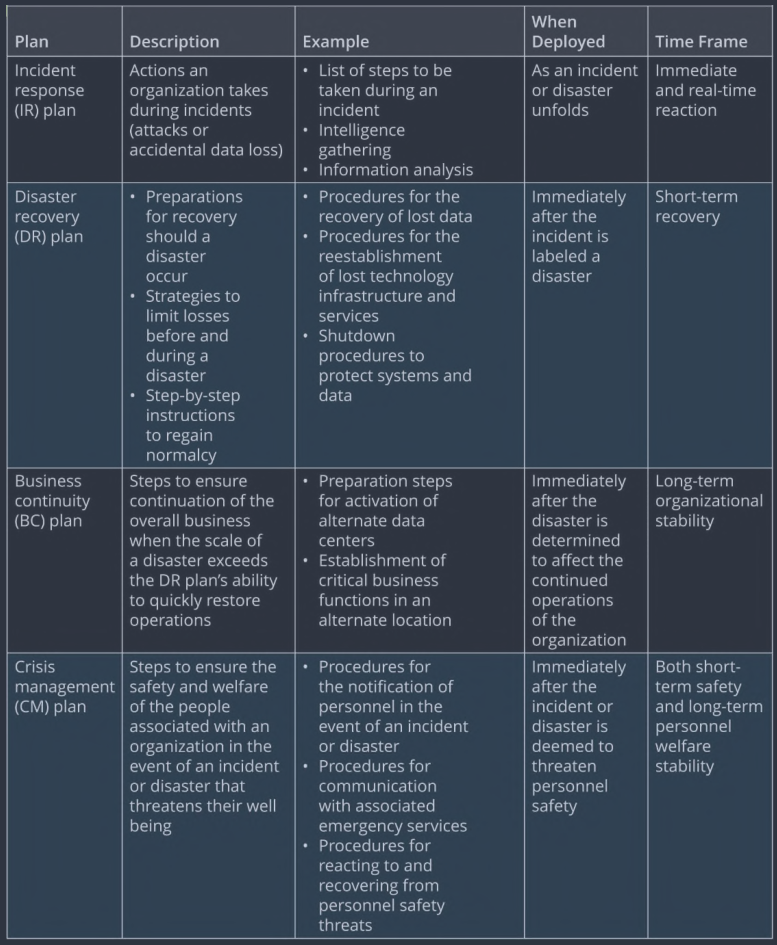 Plan
Description
Example
When
Deployed
Time Frame
Incident
response
(IR) plan
Actions an
organization takes
during incidents
(attacks or
accidental data loss)
• List of steps to be
taken during an
incident
• Intelligence
gathering
• Information analysis
As an incident
or disaster
unfolds
Immediate
and real-time
reaction
Disaster
recovery
(DR) plan
• Preparations
for recovery
should a
disaster
occur
• Strategies to
limit losses
before and
during a
disaster
• Step-by-step
instructions
to regain
normalcy
• Procedures for the
recovery of lost data
• Procedures for the
reestablishment
of lost technology
infrastructure and
services
• Shutdown
procedures to
protect systems and
data
Immediately
after the
incident is
labeled a
disaster
Short-term
recovery
Business
continuity
(BC) plan
Steps to ensure
continuation of the
overall business
when the scale of
a disaster exceeds
the DR plan’s ability
to quickly restore
operations
• Preparation steps
for activation of
alternate data
centers
• Establishment of
critical business
functions in an
alternate location
Immediately
after the
disaster is
determined
to affect the
continued
operations
of the
organization
Long-term
organizational
stability
Crisis
management
(CM) plan
Steps to ensure the
safety and welfare
of the people
associated with an
organization in the
event of an incident
or disaster that
threatens their well
being
• Procedures for
the notification of
personnel in the
event of an incident
or disaster
• Procedures for
communication
with associated
emergency services
• Procedures for
reacting to and
recovering from
personnel safety
threats
Immediately
after the
incident or
disaster is
deemed to
threaten
personnel
safety
Both short-
term safety
and long-term
personnel
welfare
stability